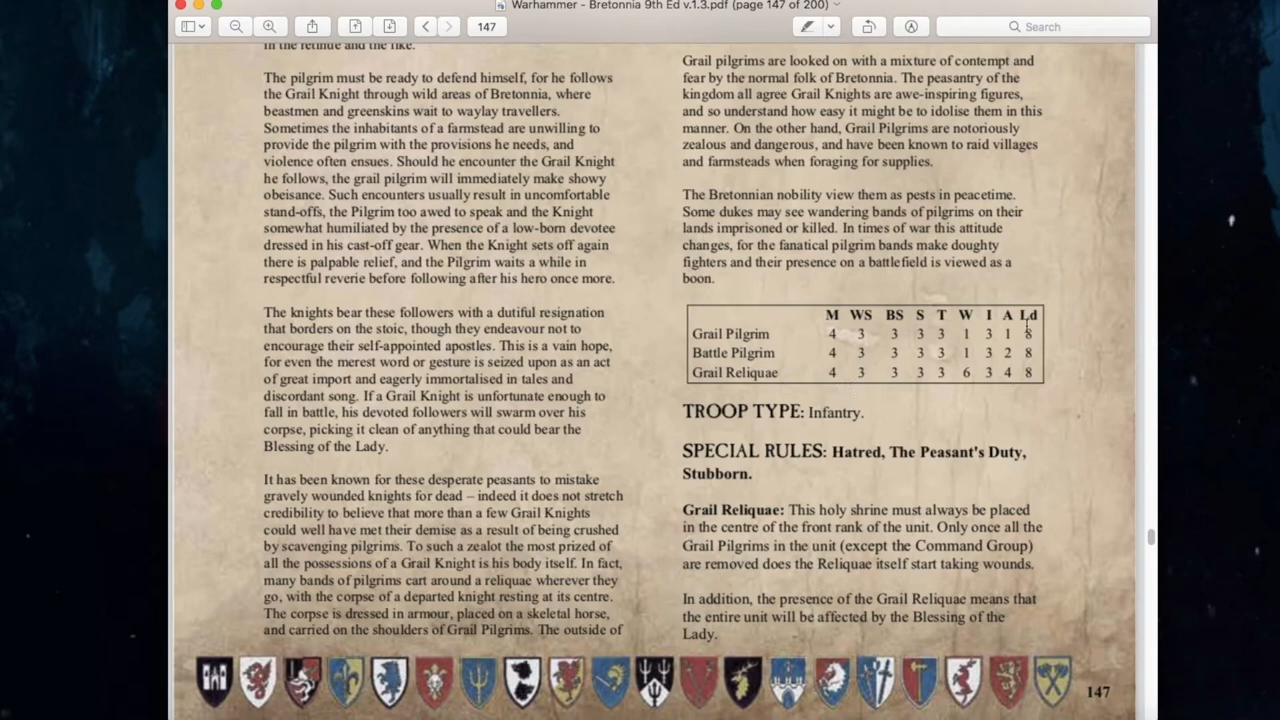 Warhammer - Bretonnia 9th Ed v.1.3.pdf (page 147 of 200)
147
Search
in the retinue and the like.
The pilgrim must be ready to defend himself, for he follows
the Grail Knight through wild areas of Bretonnia, where
beastmen and greenskins wait to waylay travellers.
Sometimes the inhabitants of a farmstead are unwilling to
provide the pilgrim with the provisions he needs, and
violence often ensues. Should he encounter the Grail Knight
he follows, the grail pilgrim will immediately make showy
obeisance. Such encounters usually result in uncomfortable
stand-offs, the Pilgrim too awed to speak and the Knight
somewhat humiliated by the presence of a low-born devotee
dressed in his cast-off gear. When the Knight sets off again
there is palpable relief, and the Pilgrim waits a while in
respectful reverie before following after his hero once more.
The knights bear these followers with a dutiful resignation
that borders on the stoic, though they endeavour not to
encourage their self-appointed apostles. This is a vain hope,
for even the merest word or gesture is seized upon as an act
of great import and eagerly immortalised in tales and
discordant song. If a Grail Knight is unfortunate enough to
fall in battle, his devoted followers will swarm over his
corpse, picking it clean of anything that could bear the
Blessing of the Lady.
It has been known for these desperate peasants to mistake
gravely wounded knights for dead – indeed it does not stretch
credibility to believe that more than a few Grail Knights
could well have met their demise as a result of being crushed
by scavenging pilgrims. To such a zealot the most prized of
all the possessions of a Grail Knight is his body itself. In fact,
many bands of pilgrims cart around a reliquae wherever they
go, with the corpse of a departed knight resting at its centre.
The corpse is dressed in armour, placed on a skeletal horse,
and carried on the shoulders of Grail Pilgrims. The outside of
Grail pilgrims are looked on with a mixture of contempt and
fear by the normal folk of Bretonnia. The peasantry of the
kingdom all agree Grail Knights are awe-inspiring figures,
and so understand how easy it might be to idolise them in this
manner. On the other hand, Grail Pilgrims are notoriously
zealous and dangerous, and have been known to raid villages
and farmsteads when foraging for supplies.
The Bretonnian nobility view them as pests in peacetime.
Some dukes may see wandering bands of pilgrims on their
lands imprisoned or killed. In times of war this attitude
changes, for the fanatical pilgrim bands make doughty
fighters and their presence on a battlefield is viewed as a
boon.
M WS BS S T W I A Ld
Grail Pilgrim 4 3 3 3 3 1 3 1 8
Battle Pilgrim 4 3 3 3 3 1 3 2 8
Grail Reliquae 4 3 3 3 3 6 3 4 8
TROOP TYPE: Infantry.
SPECIAL RULES: Hatred, The Peasant's Duty,
Stubborn.
Grail Reliquae: This holy shrine must always be placed
in the centre of the front rank of the unit. Only once all the
Grail Pilgrims in the unit (except the Command Group)
are removed does the Reliquae itself start taking wounds.
In addition, the presence of the Grail Reliquae means that
the entire unit will be affected by the Blessing of the
Lady.
147